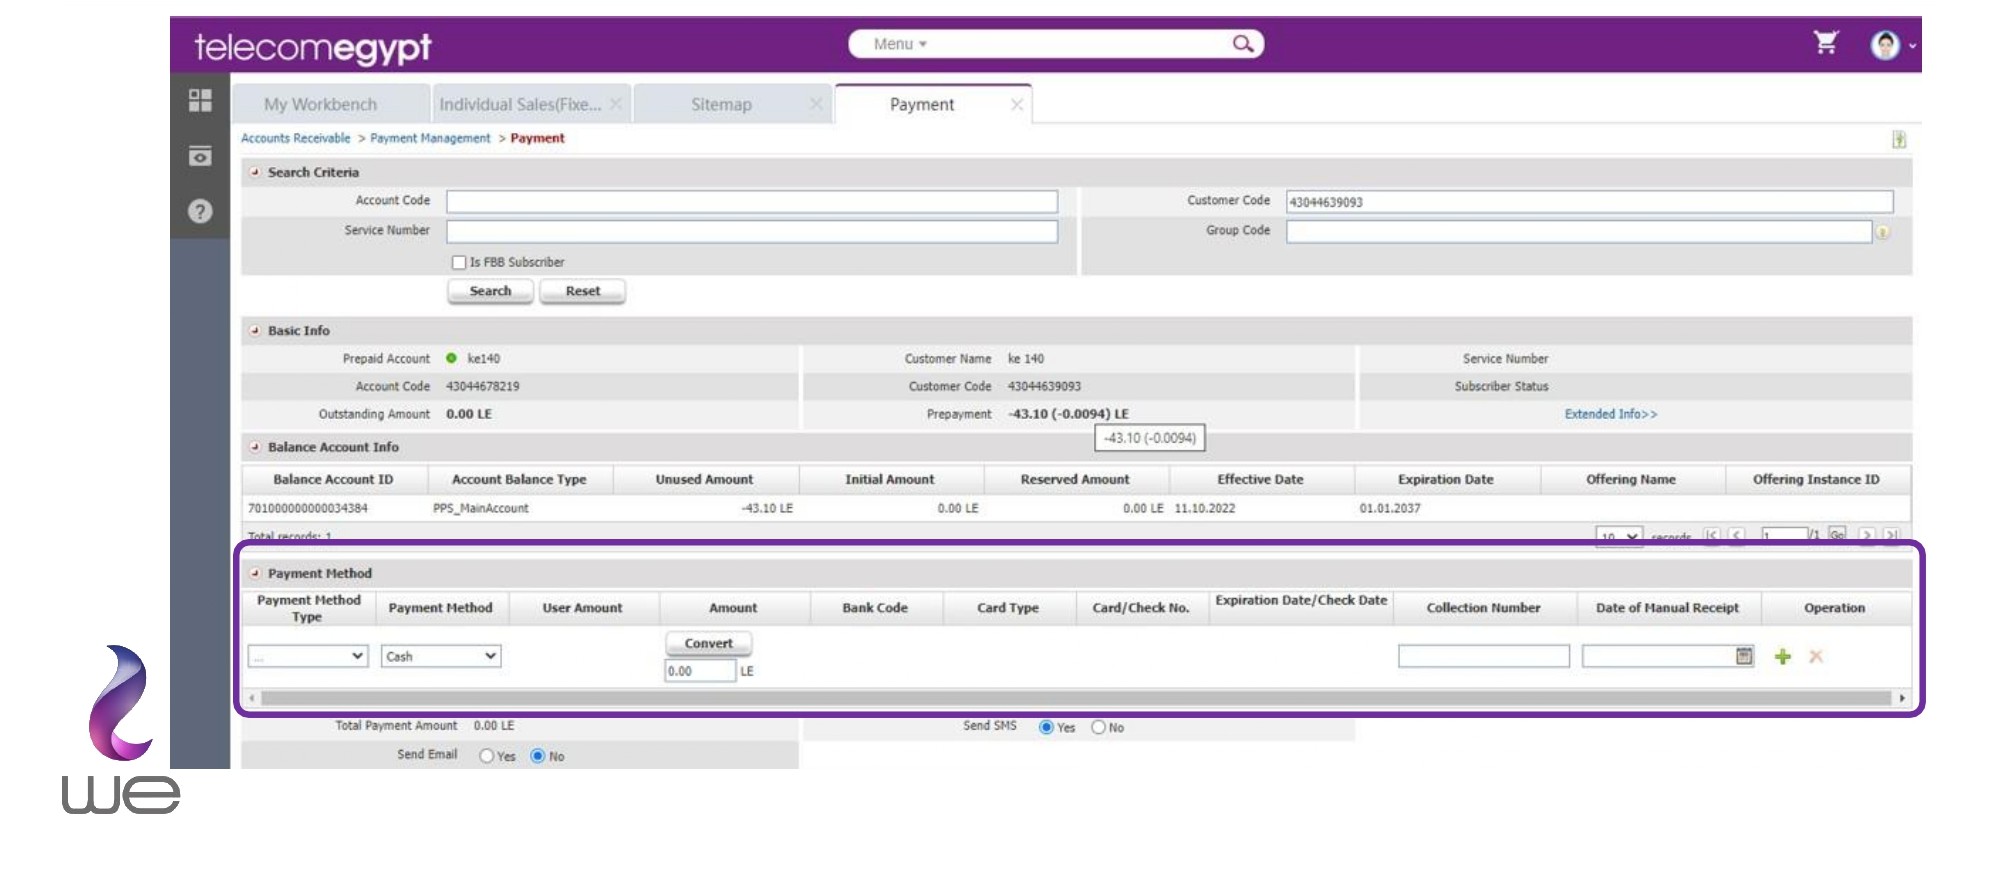 telecomegypt Menu
My Workbench Individual Sales(Fixe... Sitemap Payment
Accounts Receivable > Payment Management > Payment
Search Criteria
Account Code Customer Code 43044639093
Service Number Group Code
Is FBB Subscriber
Search Reset
Basic Info
Prepaid Account ke140 Customer Name ke 140 Service Number
Account Code 43044678219 Customer Code 43044639093 Subscriber Status
Outstanding Amount 0.00 LE Prepayment -43.10 (-0.0094) LE Extended Info>>
-43.10 (-0.0094)
Balance Account Info
Balance Account ID Account Balance Type Unused Amount Initial Amount Reserved Amount Effective Date Expiration Date Offering Name Offering Instance ID
701000000000034384 PPS_MainAccount -43.10 LE 0.00 LE 0.00 LE 11.10.2022 01.01.2037
Total records: 1 10 records 1 /1 Go
Payment Method
Payment Method Type Payment Method User Amount Amount Bank Code Card Type Card/Check No. Expiration Date/Check Date Collection Number Date of Manual Receipt Operation
Convert
... Cash
0.00 LE
Total Payment Amount 0.00 LE Send SMS Yes No
Send Email Yes No
we